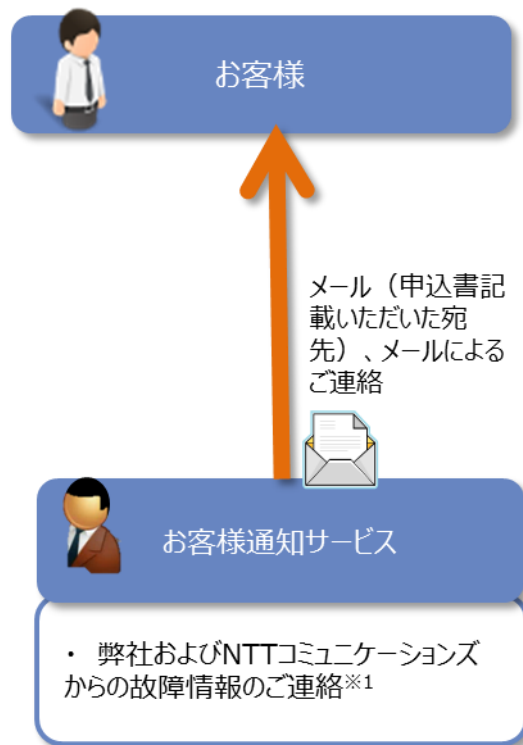 お客様
メール（申込書記
載いただいた宛
先）、メールによる
ご連絡
お客様通知サービス
・ 弊社およびNTTコミュニケーションズ
からの故障情報のご連絡※1